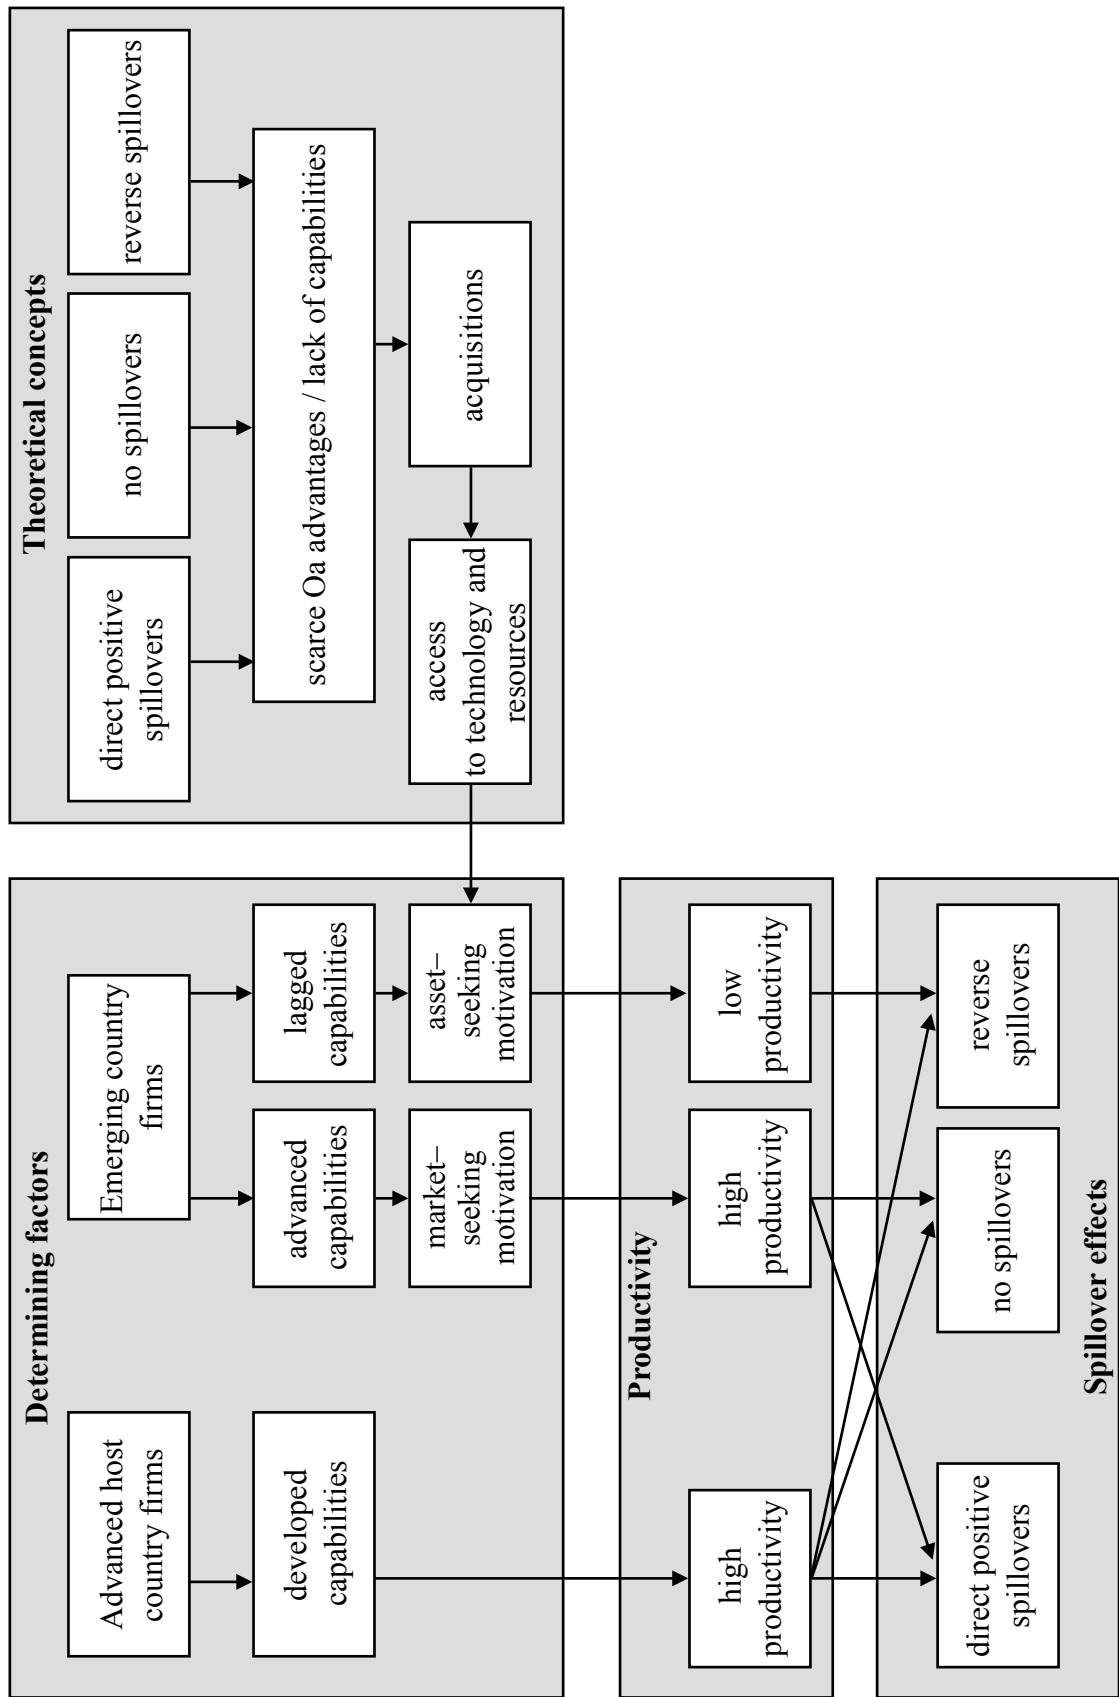 Determining factors
Advanced host
country firms
Emerging country
firms
developed
capabilities
advanced
capabilities
lagged
capabilities
market–
seeking
motivation
asset–
seeking
motivation
Productivity
high
productivity
high
productivity
low
productivity
direct positive
spillovers
no spillovers
reverse
spillovers
Spillover effects
Theoretical concepts
direct positive
spillovers
no spillovers
reverse spillovers
scarce Oa advantages / lack of capabilities
access
to technology and
resources
acquisitions